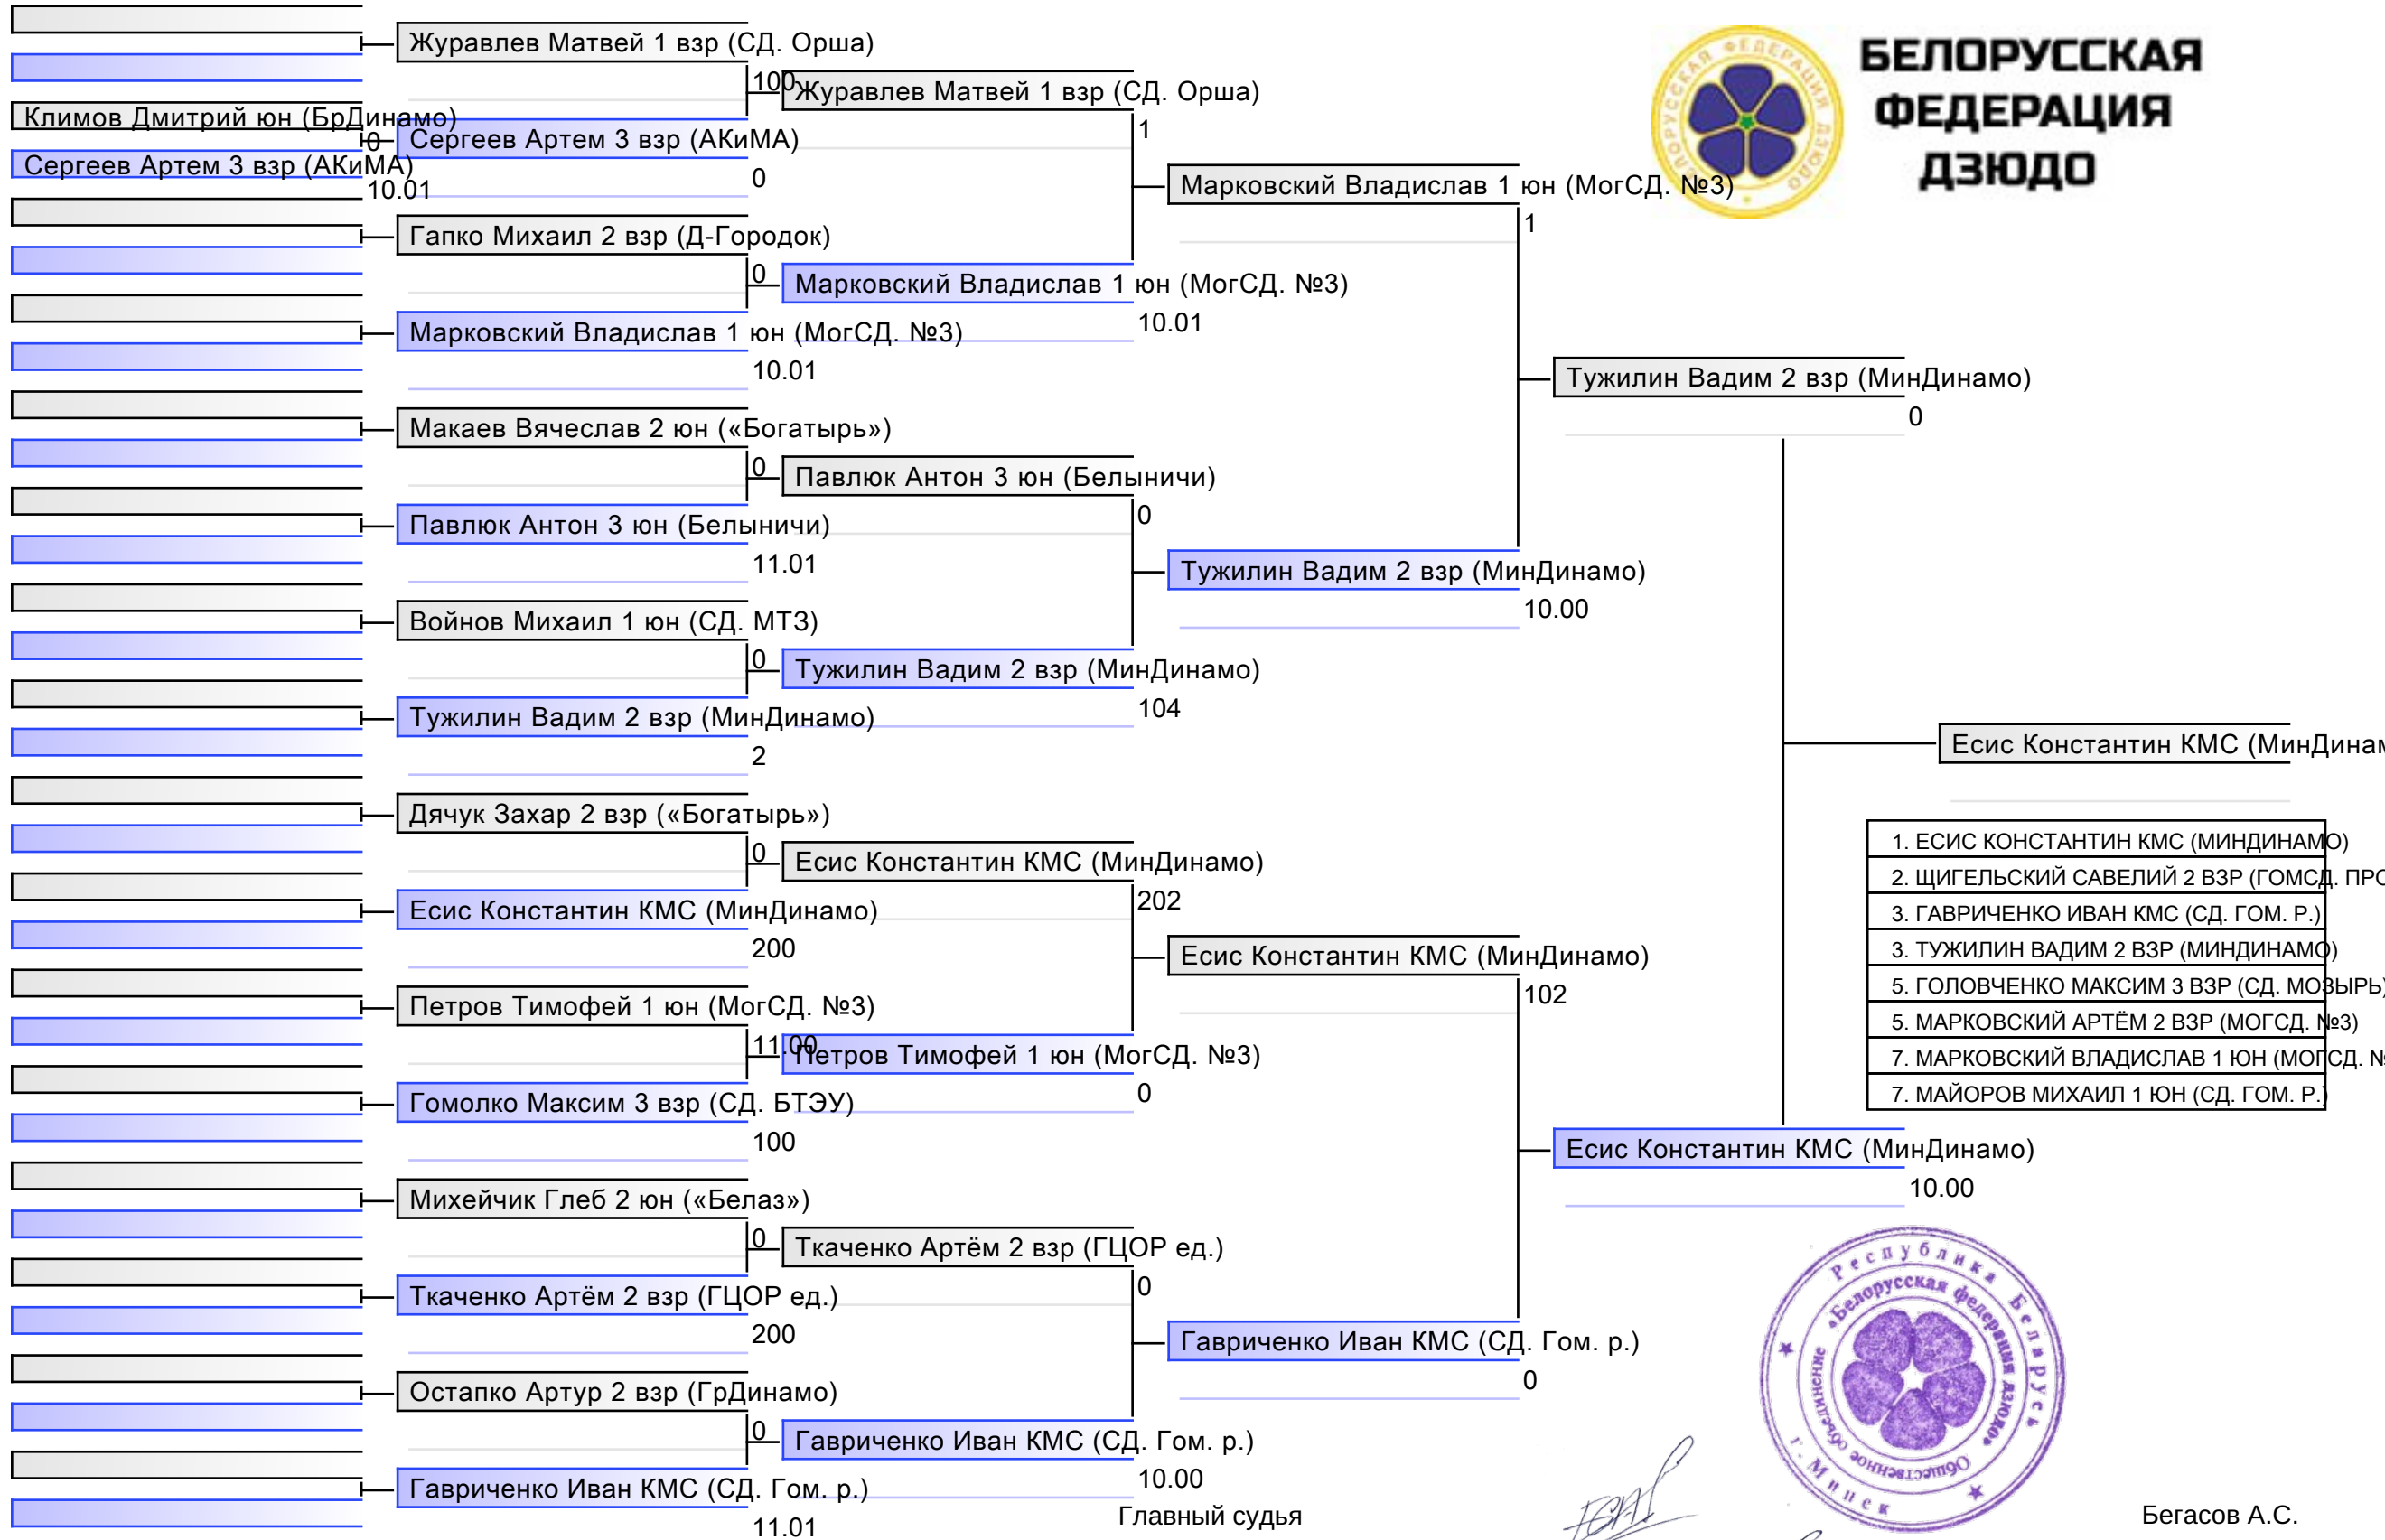 БЕЛОРУССКАЯ
ФЕДЕРАЦИЯ
ДЗЮДО
БЕЛОРУССКАЯ ФЕДЕРАЦИЯ ДЗЮДО
Климов Дмитрий юн (БрДинамо)
0
Сергеев Артем 3 взр (АКиМА)
10.01
Журавлев Матвей 1 взр (СД. Орша)
100
Сергеев Артем 3 взр (АКиМА)
0
Гапко Михаил 2 взр (Д-Городок)
0
Марковский Владислав 1 юн (МогСД. №3)
10.01
Макаев Вячеслав 2 юн («Богатырь»)
0
Павлюк Антон 3 юн (Белыничи)
11.01
Войнов Михаил 1 юн (СД. МТЗ)
0
Тужилин Вадим 2 взр (МинДинамо)
2
Дячук Захар 2 взр («Богатырь»)
0
Есис Константин КМС (МинДинамо)
200
Петров Тимофей 1 юн (МогСД. №3)
11.00
Гомолко Максим 3 взр (СД. БТЭУ)
100
Михейчик Глеб 2 юн («Белаз»)
0
Ткаченко Артём 2 взр (ГЦОР ед.)
200
Остапко Артур 2 взр (ГрДинамо)
0
Гавриченко Иван КМС (СД. Гом. р.)
11.01
Журавлев Матвей 1 взр (СД. Орша)
1
Марковский Владислав 1 юн (МогСД. №3)
10.01
Павлюк Антон 3 юн (Белыничи)
0
Тужилин Вадим 2 взр (МинДинамо)
104
Есис Константин КМС (МинДинамо)
202
Петров Тимофей 1 юн (МогСД. №3)
0
Ткаченко Артём 2 взр (ГЦОР ед.)
0
Гавриченко Иван КМС (СД. Гом. р.)
10.00
Марковский Владислав 1 юн (МогСД. №3)
1
Тужилин Вадим 2 взр (МинДинамо)
10.00
Есис Константин КМС (МинДинамо)
102
Гавриченко Иван КМС (СД. Гом. р.)
0
Тужилин Вадим 2 взр (МинДинамо)
0
Есис Константин КМС (МинДинамо)
10.00
Есис Константин КМС (МинДинам
1. ЕСИС КОНСТАНТИН КМС (МИНДИНАМО)
2. ЩИГЕЛЬСКИЙ САВЕЛИЙ 2 ВЗР (ГОМСД. ПРО
3. ГАВРИЧЕНКО ИВАН КМС (СД. ГОМ. Р.)
3. ТУЖИЛИН ВАДИМ 2 ВЗР (МИНДИНАМО)
5. ГОЛОВЧЕНКО МАКСИМ 3 ВЗР (СД. МОЗЫРЬ)
5. МАРКОВСКИЙ АРТЁМ 2 ВЗР (МОГСД. №3)
7. МАРКОВСКИЙ ВЛАДИСЛАВ 1 ЮН (МОГСД. №
7. МАЙОРОВ МИХАИЛ 1 ЮН (СД. ГОМ. Р.)
Республика Беларусь
г. Минск
Общественное объединение «Белорусская федерация дзюдо»
Главный судья
Бегасов А.С.